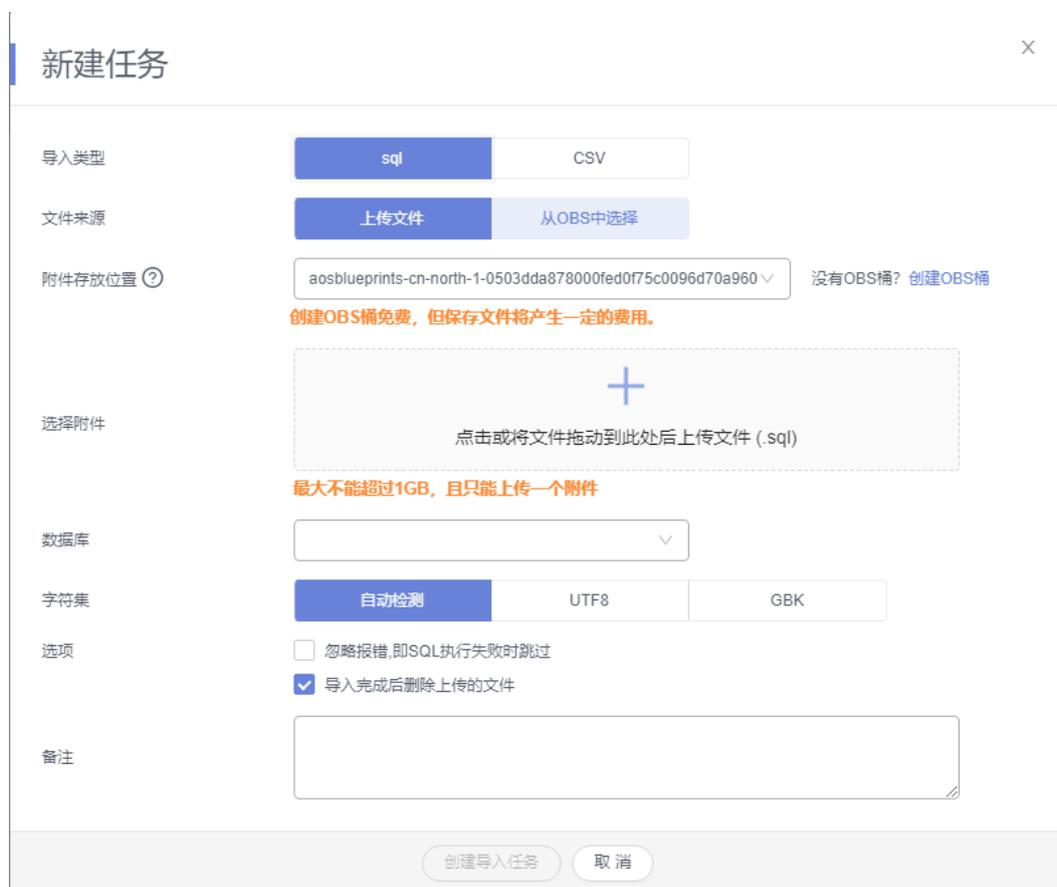 新建任务
导入类型 sql CSV
文件来源 上传文件 从OBS中选择
附件存放位置 ? aosblueprints-cn-north-1-0503dda878000fed0f75c0096d70a960 没有OBS桶? 创建OBS桶
创建OBS桶免费，但保存文件将产生一定的费用。
选择附件
点击或将文件拖动到此处后上传文件 (.sql)
最大不能超过1GB，且只能上传一个附件
数据库
字符集 自动检测 UTF8 GBK
选项 忽略报错,即SQL执行失败时跳过
导入完成后删除上传的文件
备注
创建导入任务 取消